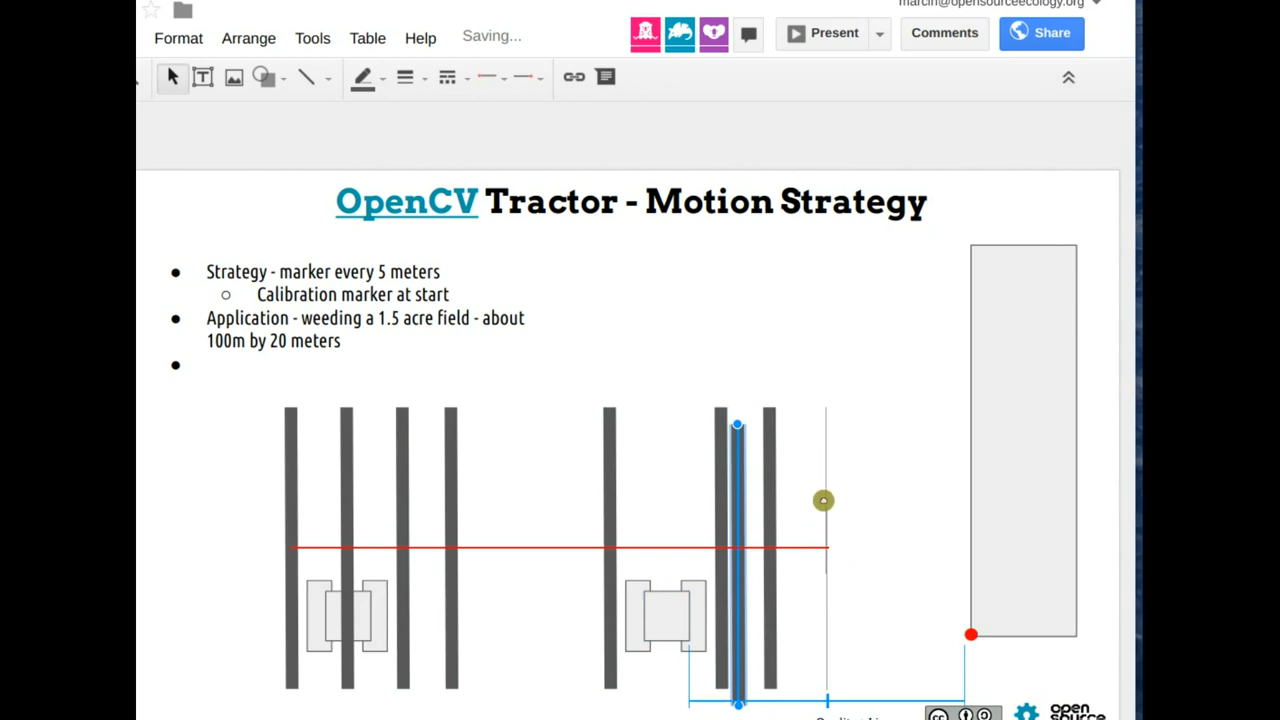 marcin@opensourceecology.org
Format Arrange Tools Table Help Saving... Present Comments Share
OpenCV Tractor - Motion Strategy
● Strategy - marker every 5 meters
○ Calibration marker at start
● Application - weeding a 1.5 acre field - about
100m by 20 meters
●
open
source